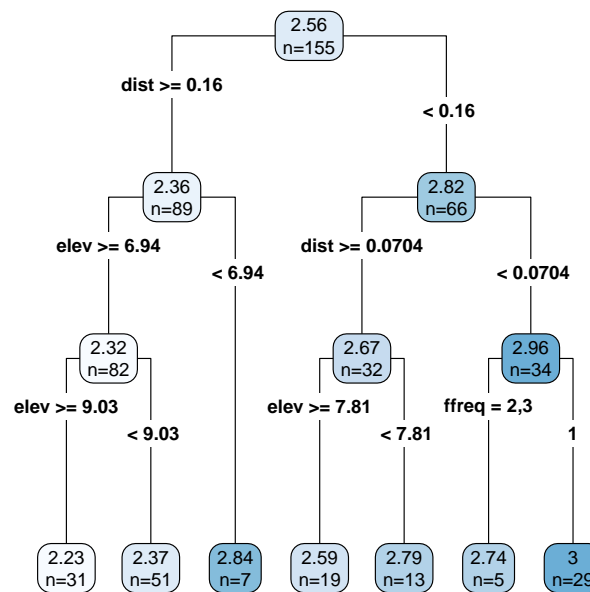 2.56
n=155
dist >= 0.16
< 0.16
2.36
n=89
2.82
n=66
elev >= 6.94
< 6.94
dist >= 0.0704
< 0.0704
2.32
n=82
2.67
n=32
2.96
n=34
elev >= 9.03
< 9.03
elev >= 7.81
< 7.81
ffreq = 2,3
1
2.23
n=31
2.37
n=51
2.84
n=7
2.59
n=19
2.79
n=13
2.74
n=5
3
n=29